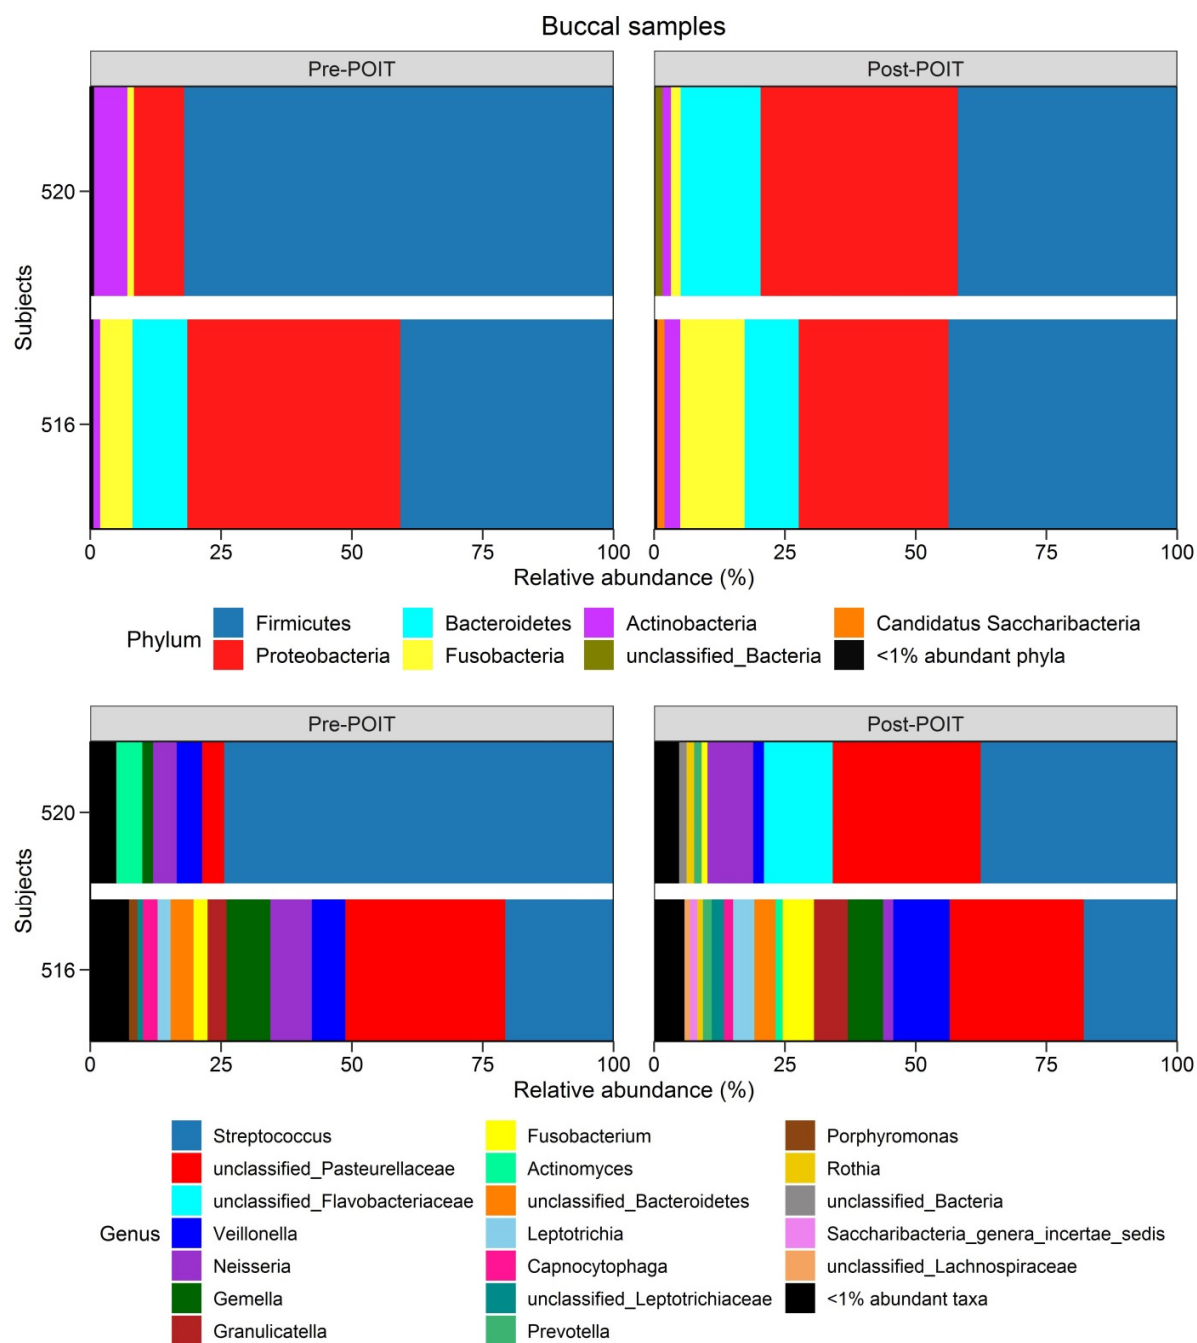 Buccal samples
Pre-POIT Post-POIT
520
516
Subjects
0 25 50 75 100 0 25 50 75 100
Relative abundance (%)
Phylum
Firmicutes Bacteroidetes Actinobacteria Candidatus Saccharibacteria
Proteobacteria Fusobacteria unclassified_Bacteria <1% abundant phyla
Pre-POIT Post-POIT
520
516
Subjects
0 25 50 75 100 0 25 50 75 100
Relative abundance (%)
Genus
Streptococcus Fusobacterium Porphyromonas
unclassified_Pasteurellaceae Actinomyces Rothia
unclassified_Flavobacteriaceae unclassified_Bacteroidetes unclassified_Bacteria
Veillonella Leptotrichia Saccharibacteria_genera_incertae_sedis
Neisseria Capnocytophaga unclassified_Lachnospiraceae
Gemella unclassified_Leptotrichiaceae <1% abundant taxa
Granulicatella Prevotella